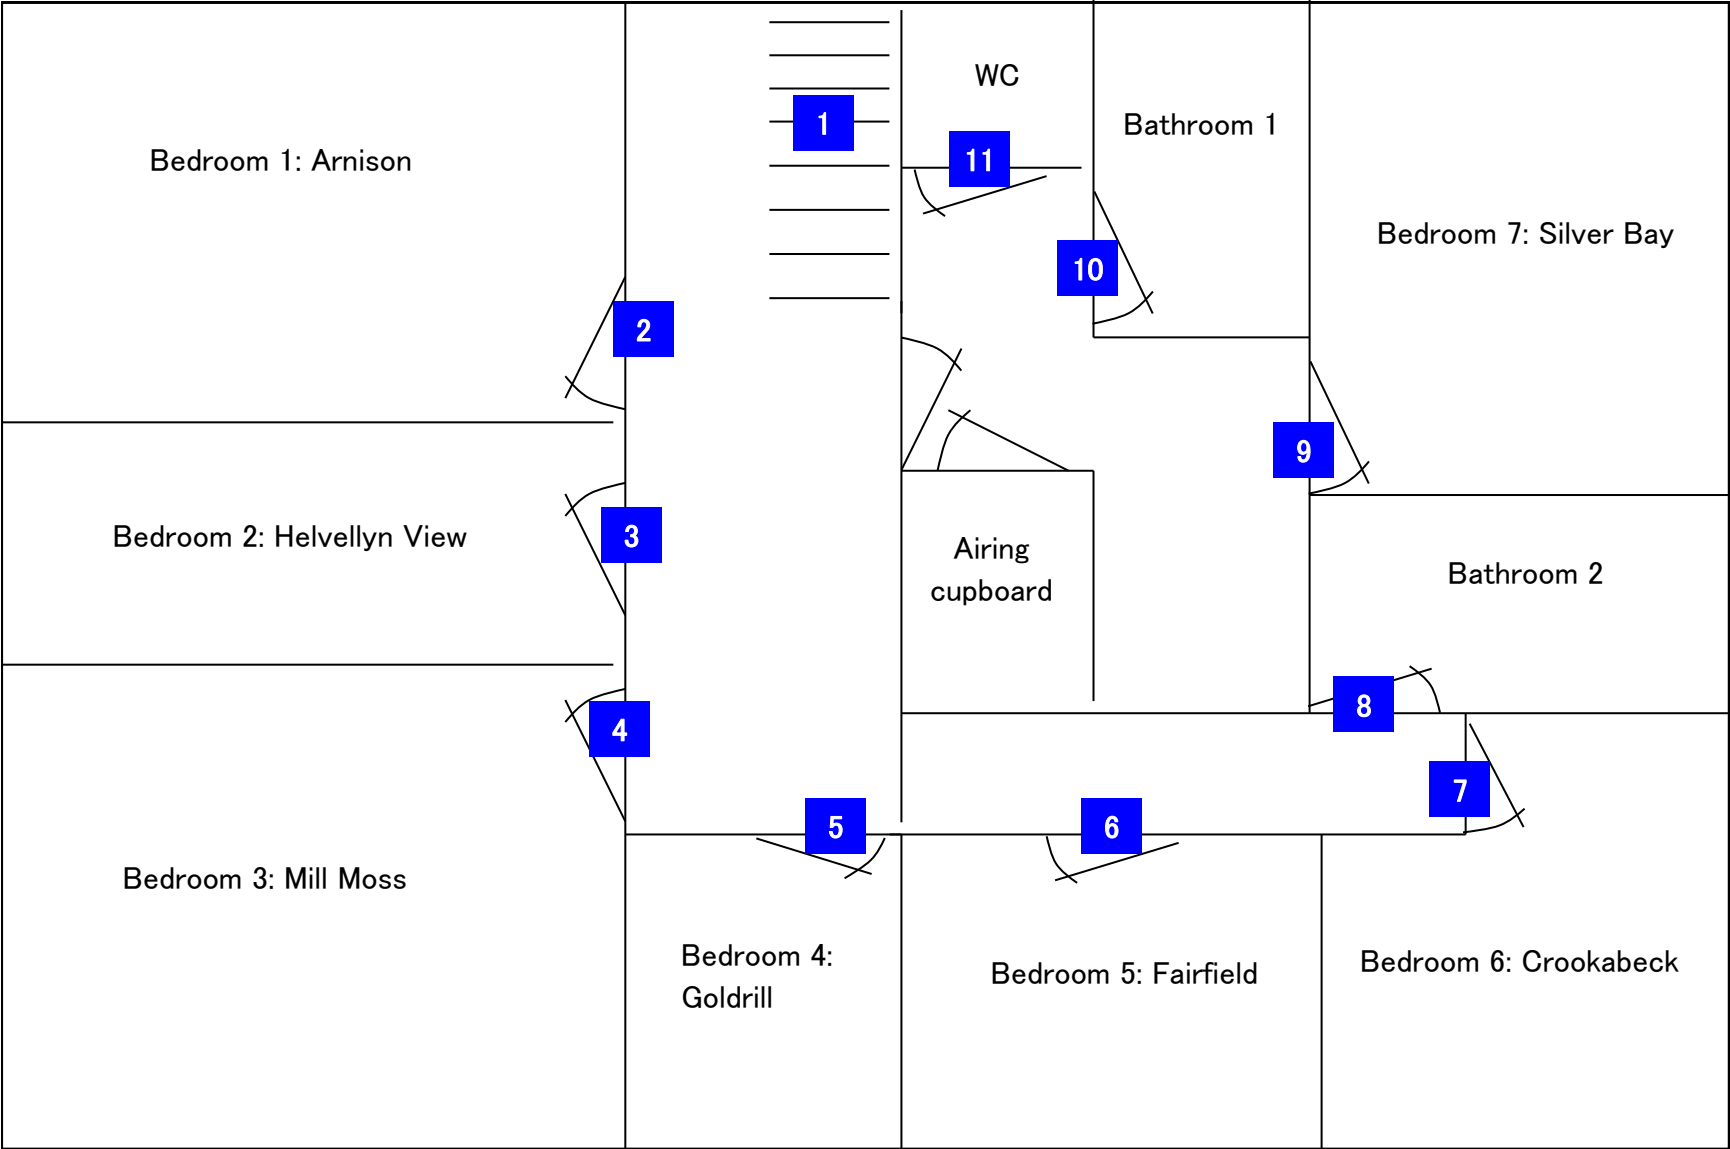 WC
Bathroom 1
1
11
Bedroom 1: Arnison
Bedroom 7: Silver Bay
10
2
9
Bedroom 2: Helvellyn View
3
Airing
cupboard
Bathroom 2
8
4
7
5
6
Bedroom 3: Mill Moss
Bedroom 4:
Goldrill
Bedroom 5: Fairfield
Bedroom 6: Crookabeck